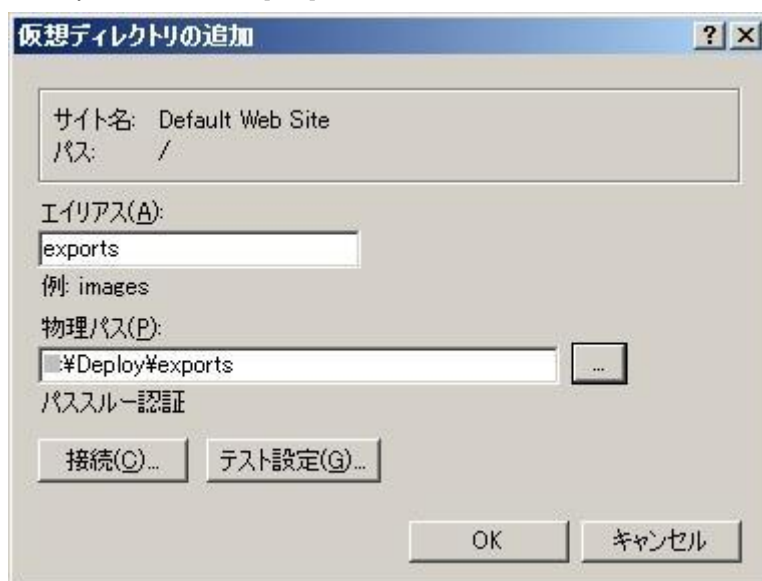 仮想ディレクトリの追加
サイト名: Default Web Site
パス: /
エイリアス(A):
exports
例: images
物理パス(P):
:¥Deploy¥exports
...
パススルー認証
接続(C)...
テスト設定(G)...
OK
キャンセル